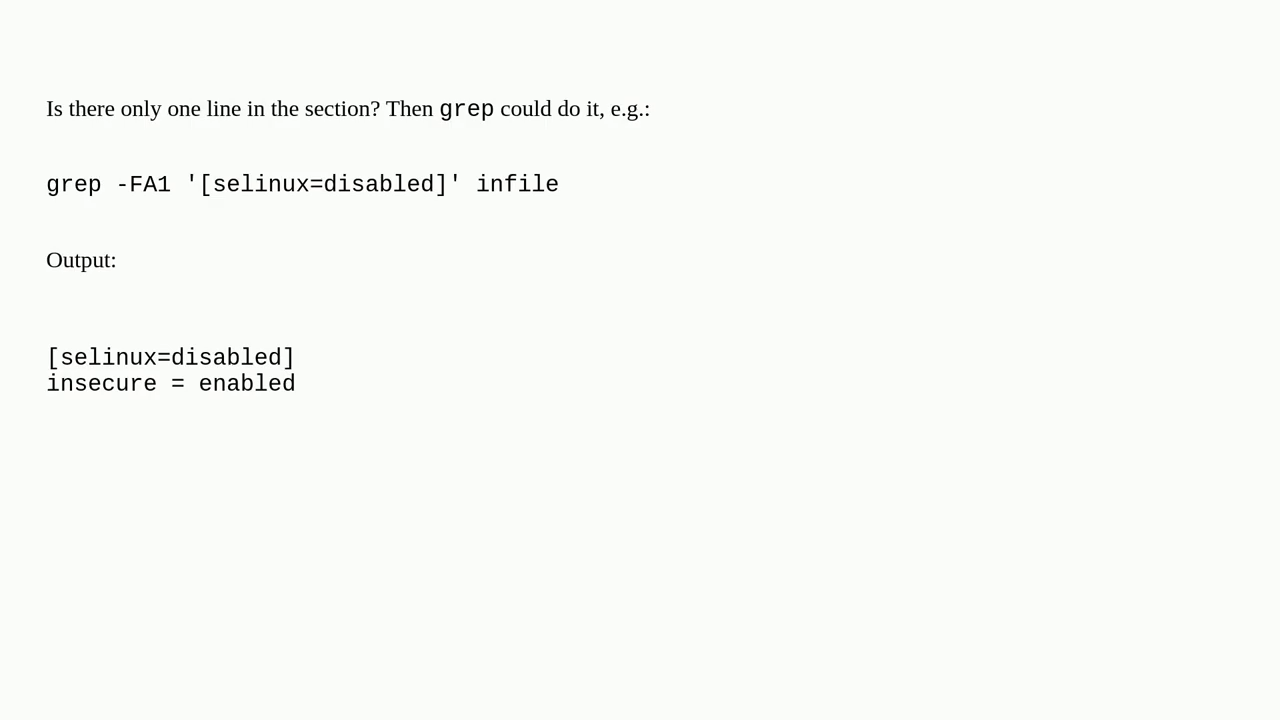 Is there only one line in the section? Then grep could do it, e.g.:
grep -FA1 '[selinux=disabled]' infile
Output:
[selinux=disabled]
insecure = enabled